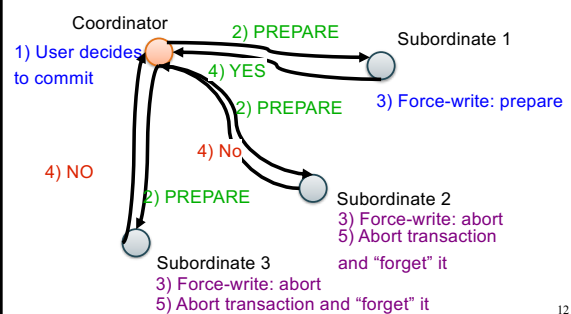 Coordinator
2) PREPARE
Subordinate 1
1) User decides
to commit
4) YES
3) Force-write: prepare
2) PREPARE
4) No
4) NO
2) PREPARE
Subordinate 2
3) Force-write: abort
5) Abort transaction
and “forget” it
Subordinate 3
3) Force-write: abort
5) Abort transaction and “forget” it
12